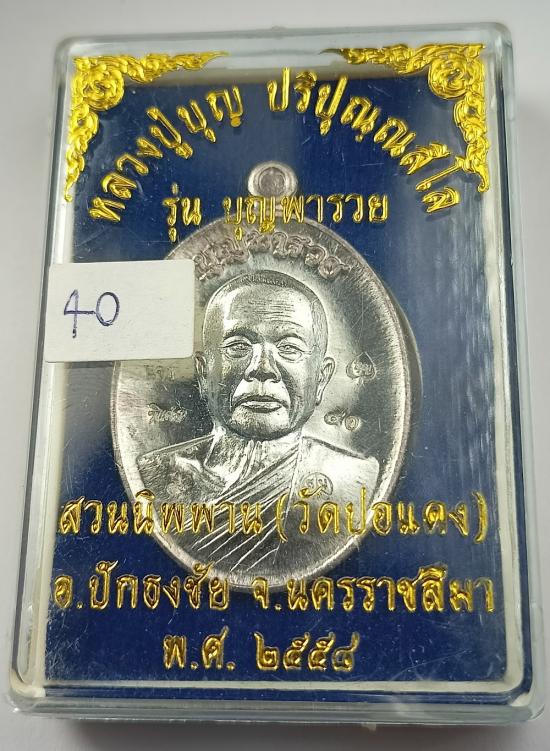 หลวงปู่บุญ ปริปุณฺณสีโล
รุ่น บุญพารวย
40
๔๐
สวนนิพพาน (วัดปอแดง)
อ.ปักธงชัย จ.นครราชสีมา
พ.ศ. ๒๕๕๔